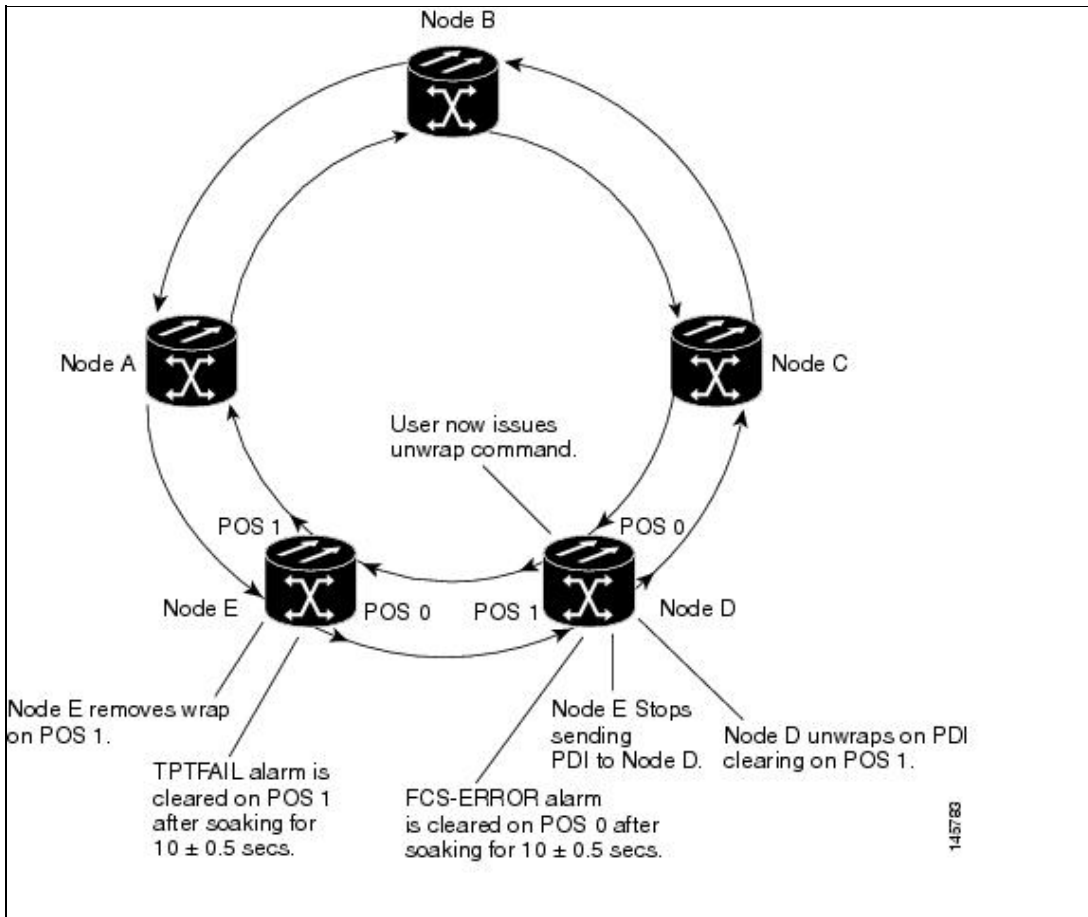 Node B
Node A
Node C
User now issues
unwrap command.
POS 1
POS 0
Node E
POS 0
POS 1
Node D
Node E removes wrap
on POS 1.
TPTFAIL alarm is
cleared on POS 1
after soaking for
10 ± 0.5 secs.
FCS-ERROR alarm
is cleared on POS 0 after
soaking for 10 ± 0.5 secs.
Node E Stops
sending
PDI to Node D.
Node D unwraps on PDI
clearing on POS 1.
145783